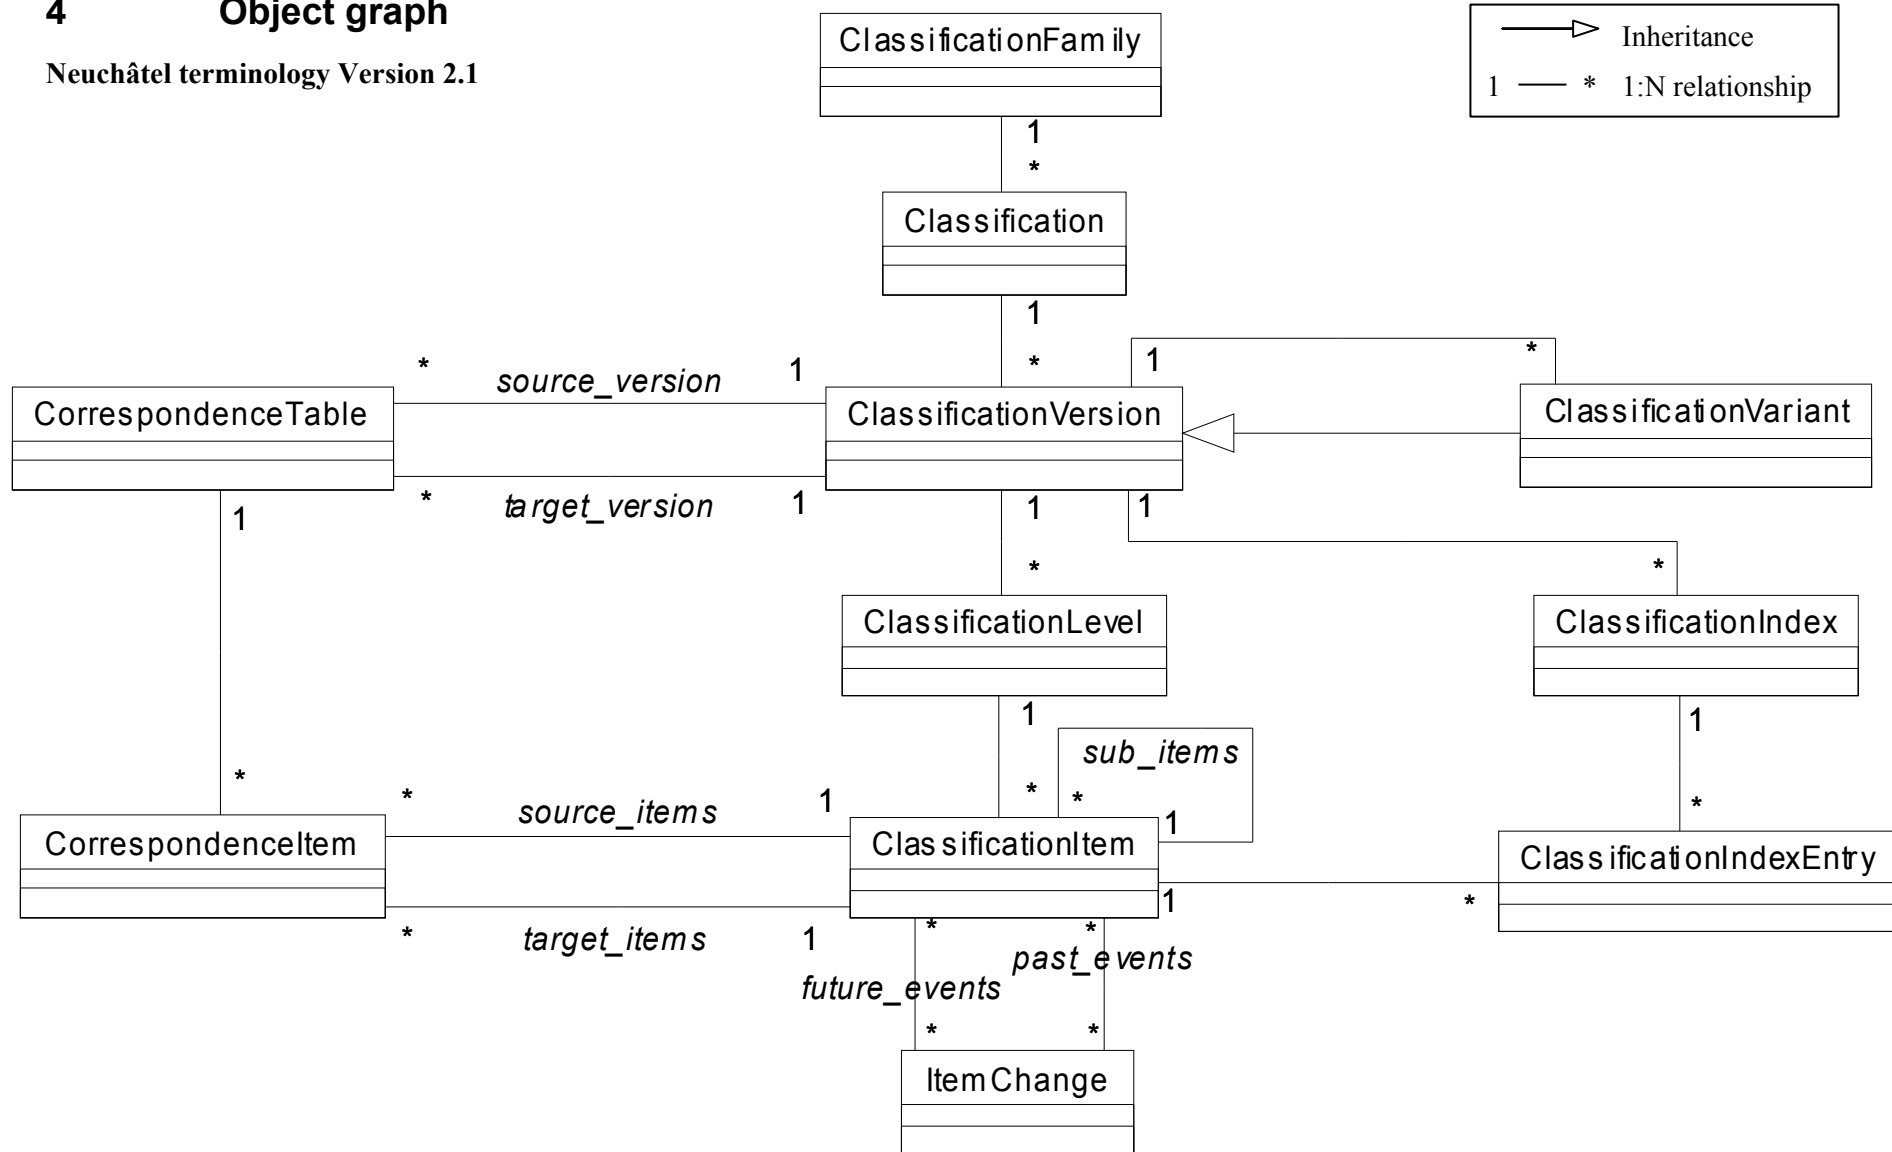 4 Object graph
Neuchâtel terminology Version 2.1
Inheritance
1 * 1:N relationship
ClassificationFamily
1
*
Classification
1
*
1
*
* source_version 1
CorrespondenceTable
ClassificationVersion
ClassificationVariant
* target_version 1
1
1
1
*
*
ClassificationLevel
ClassificationIndex
1
1
sub_items
*
*
*
1
*
* source_items 1
CorrespondenceItem
ClassificationItem
ClassificationIndexEntry
1
*
* target_items 1
*
*
past_events
future_events
*
*
ItemChange